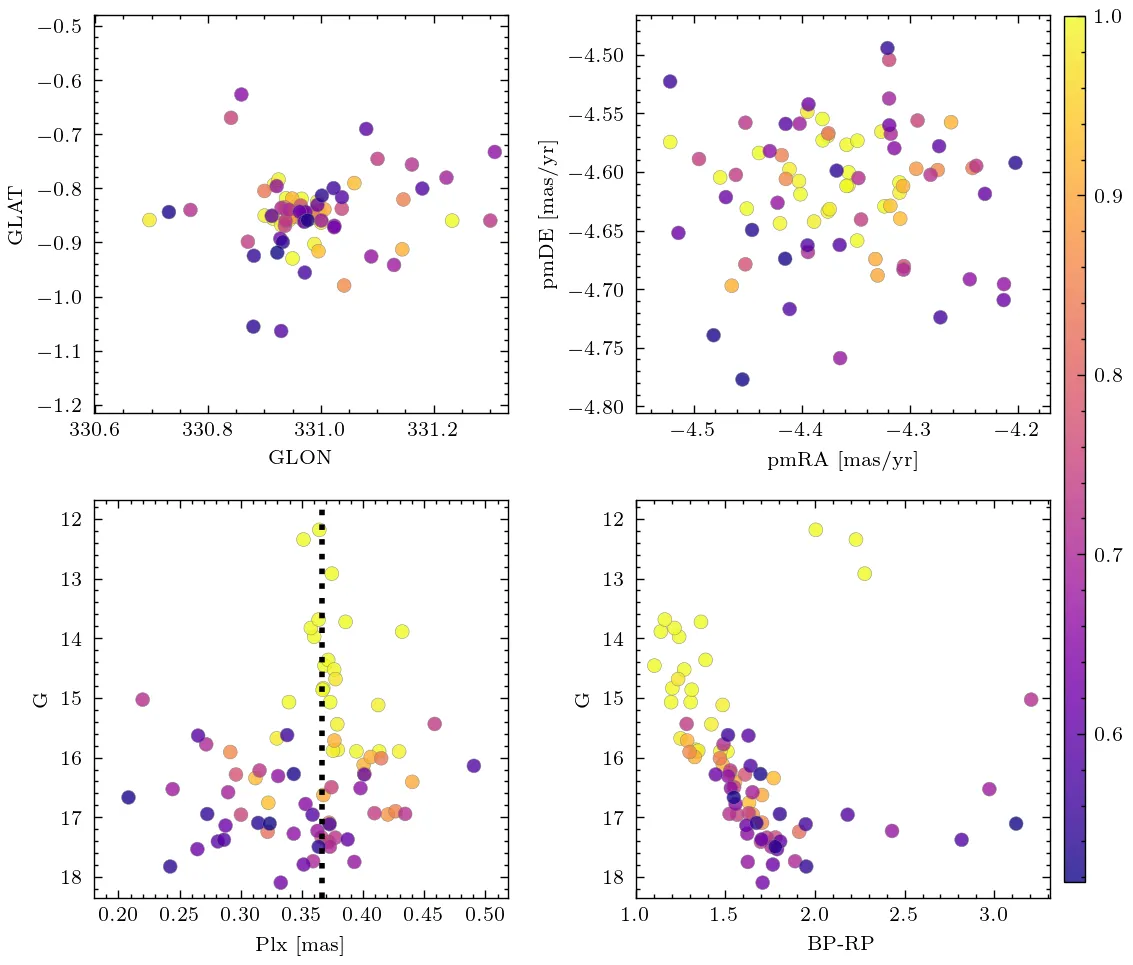 −0.5
−0.6
−0.7
−0.8
−0.9
−1.0
−1.1
−1.2
GLAT
330.6 330.8 331.0 331.2
GLON
−4.50
−4.55
−4.60
−4.65
−4.70
−4.75
−4.80
pmDE [mas/yr]
−4.5 −4.4 −4.3 −4.2
pmRA [mas/yr]
12
13
14
15
16
17
18
G
0.20 0.25 0.30 0.35 0.40 0.45 0.50
Plx [mas]
12
13
14
15
16
17
18
G
1.0 1.5 2.0 2.5 3.0
BP-RP
1.0
0.9
0.8
0.7
0.6